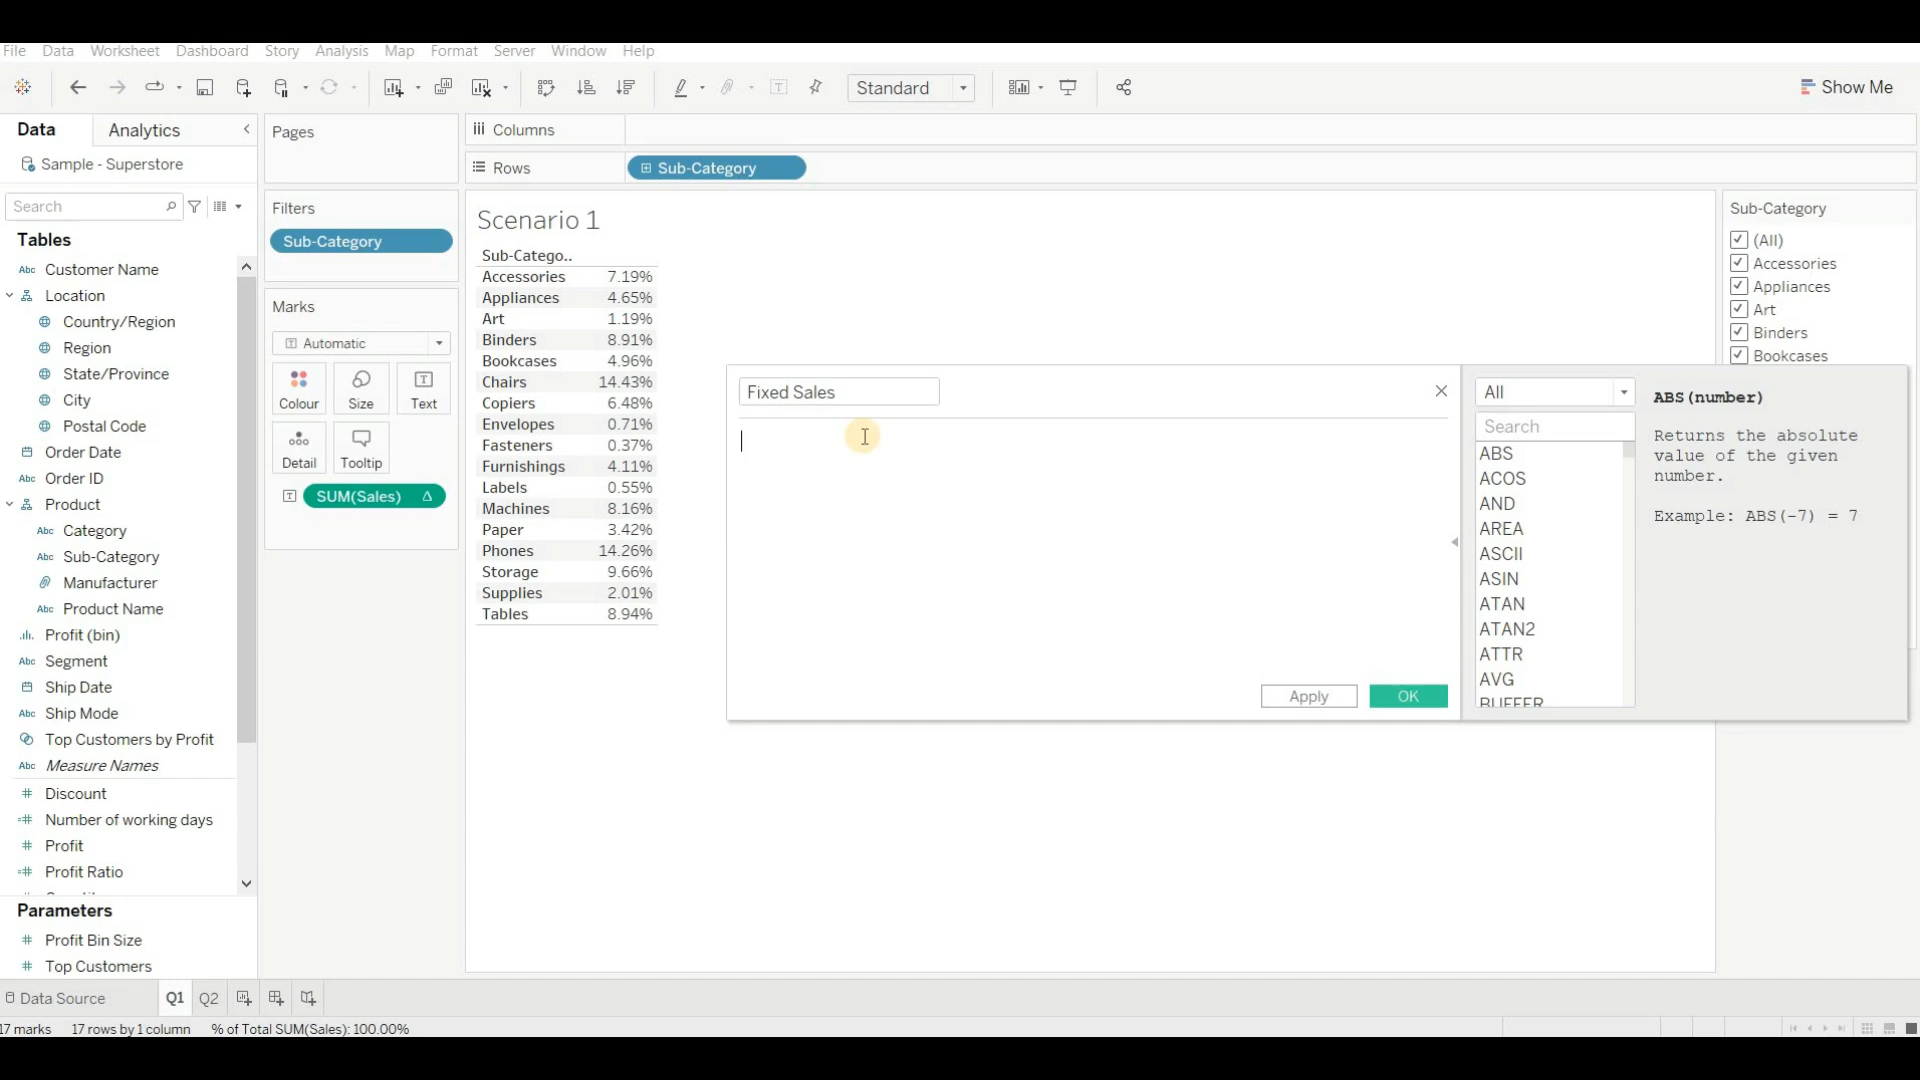 File Data Worksheet Dashboard Story Analysis Map Format Server Window Help
Standard
Show Me
Data Analytics
Sample - Superstore
Search
Tables
Abc Customer Name
Location
Country/Region
Region
State/Province
City
Postal Code
Order Date
Abc Order ID
Product
Abc Category
Abc Sub-Category
Manufacturer
Abc Product Name
Profit (bin)
Abc Segment
Ship Date
Abc Ship Mode
Top Customers by Profit
Abc Measure Names
# Discount
=# Number of working days
# Profit
=# Profit Ratio
Parameters
# Profit Bin Size
# Top Customers
Pages
Filters
Sub-Category
Marks
Automatic
Colour Size Text
Detail Tooltip
SUM(Sales) Δ
Columns
Rows Sub-Category
Scenario 1
Sub-Catego..
Accessories 7.19%
Appliances 4.65%
Art 1.19%
Binders 8.91%
Bookcases 4.96%
Chairs 14.43%
Copiers 6.48%
Envelopes 0.71%
Fasteners 0.37%
Furnishings 4.11%
Labels 0.55%
Machines 8.16%
Paper 3.42%
Phones 14.26%
Storage 9.66%
Supplies 2.01%
Tables 8.94%
Sub-Category
(All)
Accessories
Appliances
Art
Binders
Bookcases
Fixed Sales
Apply OK
All
Search
ABS
ACOS
AND
AREA
ASCII
ASIN
ATAN
ATAN2
ATTR
AVG
BUFFER
ABS(number)
Returns the absolute
value of the given
number.
Example: ABS(-7) = 7
Data Source Q1 Q2
17 marks 17 rows by 1 column % of Total SUM(Sales): 100.00%